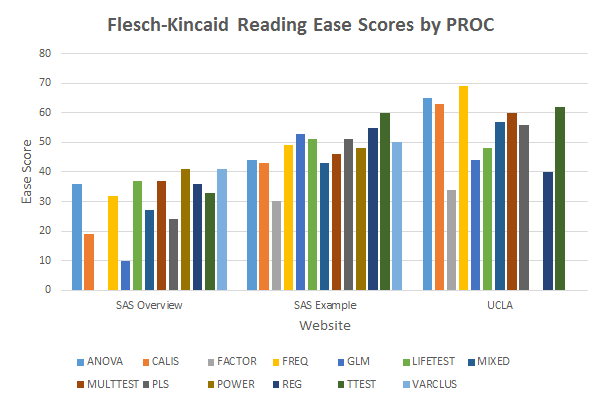 Flesch-Kincaid Reading Ease Scores by PROC
80
70
60
50
40
30
20
10
0
Ease Score
SAS Overview SAS Example UCLA
Website
ANOVA CALIS FACTOR FREQ GLM LIFETEST MIXED
MULTTEST PLS POWER REG TTEST VARCLUS